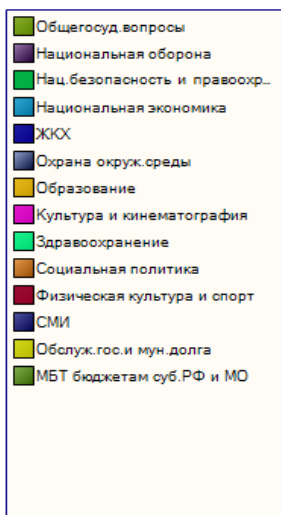 Общегосуд.вопросы
Национальная оборона
Нац.безопасность и правоохр...
Национальная экономика
ЖКХ
Охрана окруж.среды
Образование
Культура и кинематография
Здравоохранение
Социальная политика
Физическая культура и спорт
СМИ
Обслуж.гос.и мун.долга
МБТ бюджетам суб.РФ и МО